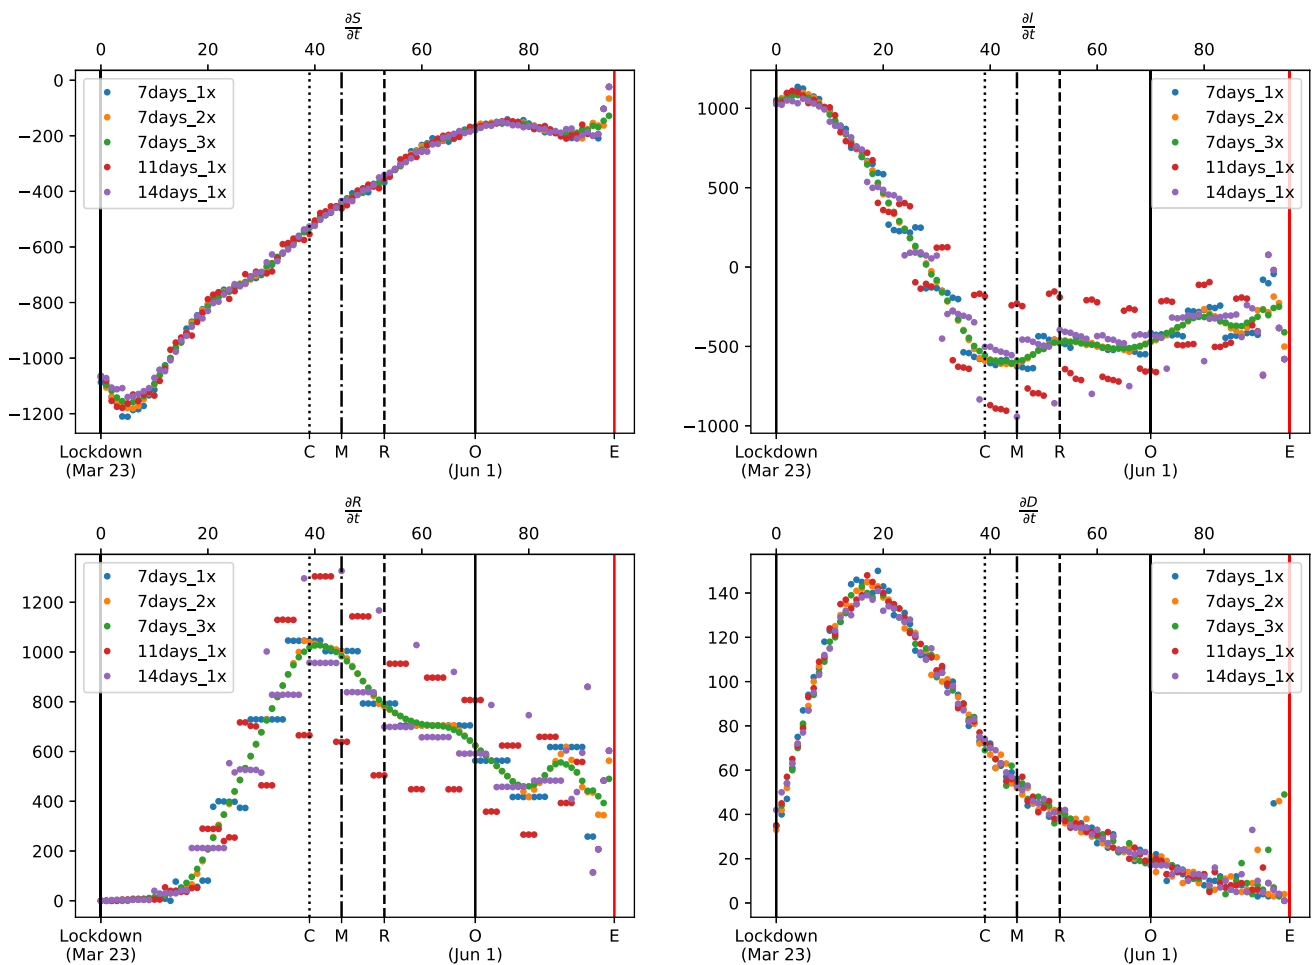 ∂S/∂t
0 20 40 60 80
0
−200
−400
−600
−800
−1000
−1200
7days_1x
7days_2x
7days_3x
11days_1x
14days_1x
Lockdown C M R O E
(Mar 23) (Jun 1)
∂I/∂t
0 20 40 60 80
1000
500
0
−500
−1000
7days_1x
7days_2x
7days_3x
11days_1x
14days_1x
Lockdown C M R O E
(Mar 23) (Jun 1)
∂R/∂t
0 20 40 60 80
1200
1000
800
600
400
200
0
7days_1x
7days_2x
7days_3x
11days_1x
14days_1x
Lockdown C M R O E
(Mar 23) (Jun 1)
∂D/∂t
0 20 40 60 80
140
120
100
80
60
40
20
0
7days_1x
7days_2x
7days_3x
11days_1x
14days_1x
Lockdown C M R O E
(Mar 23) (Jun 1)